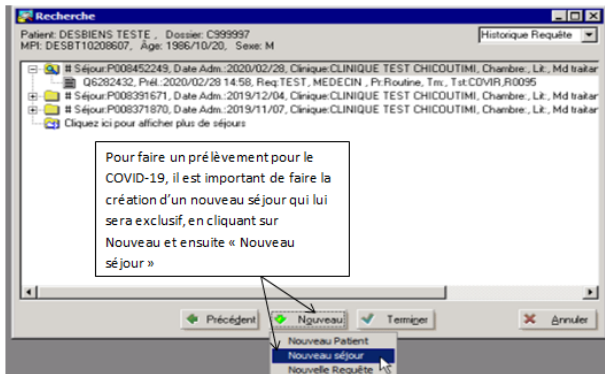 Recherche
Patient: DESBIENS TESTE , Dossier: C999997
MPI: DESBT10208607, Âge: 1986/10/20, Sexe: M
Historique Requête
# Séjour:P008452249, Date Adm.:2020/02/28, Clinique:CLINIQUE TEST CHICOUTIMI, Chambre:, Lit:, Md traitar
Q6282432, Prél.:2020/02/28 14:58, Req:TEST, MEDECIN , Pr:Routine, Tm:, Tst:COVIR,R0095
# Séjour:P008391671, Date Adm.:2019/12/04, Clinique:CLINIQUE TEST CHICOUTIMI, Chambre:, Lit:, Md traitar
# Séjour:P008371870, Date Adm.:2019/11/07, Clinique:CLINIQUE TEST CHICOUTIMI, Chambre:, Lit:, Md traitar
Cliquez ici pour afficher plus de séjours
Pour faire un prélèvement pour le
COVID-19, il est important de faire la
création d'un nouveau séjour qui lui
sera exclusif, en cliquant sur
Nouveau et ensuite « Nouveau
séjour »
Précédent Nouveau Terminer Annuler
Nouveau Patient
Nouveau séjour
Nouvelle Requête